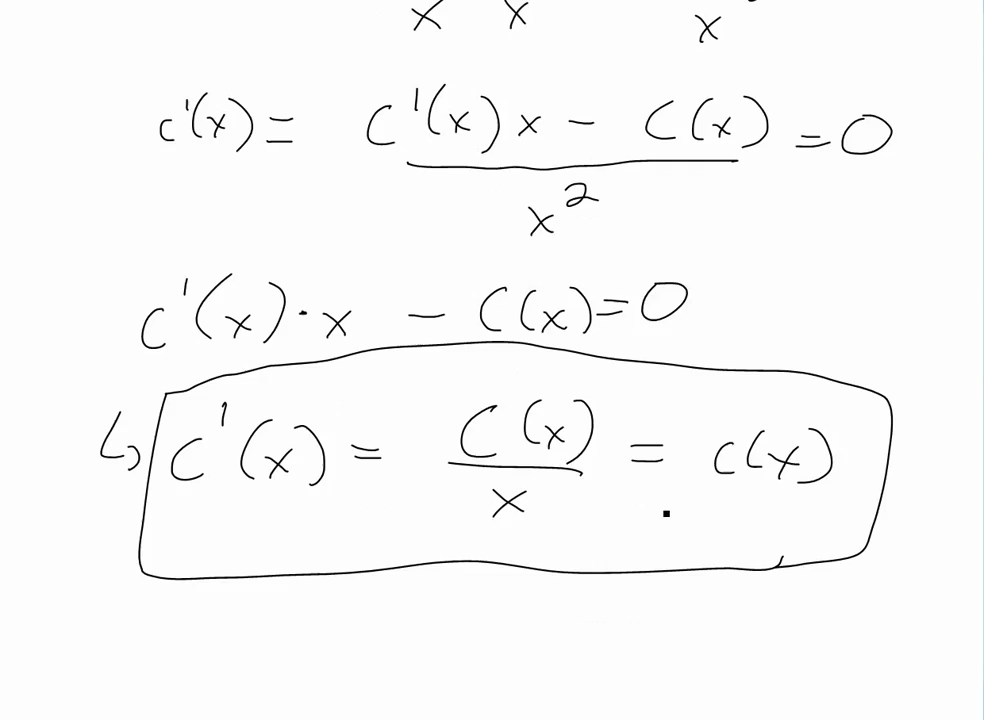 x x x
c'(x) = C'(x) x - C(x) / x² = 0
C'(x) · x - C(x) = 0
↳ C'(x) = C(x) / x = c(x)